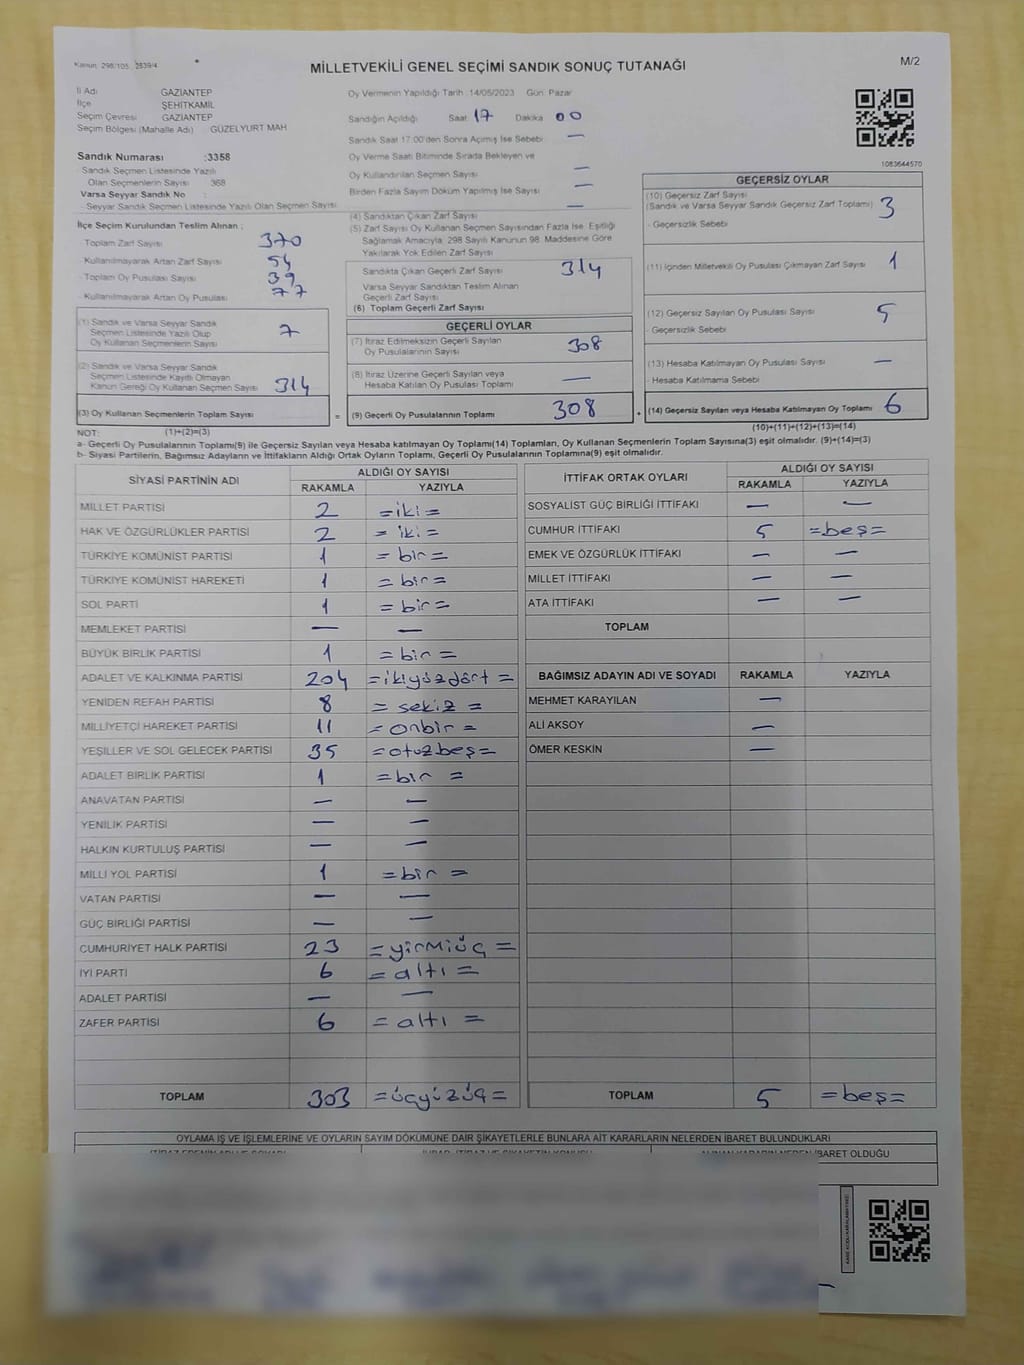 Kanun: 298/105, 2839/4
MİLLETVEKİLİ GENEL SEÇİMİ SANDIK SONUÇ TUTANAĞI
M/2
İl Adı GAZİANTEP
İlçe ŞEHİTKAMİL
Seçim Çevresi GAZİANTEP
Seçim Bölgesi (Mahalle Adı) : GÜZELYURT MAH
Sandık Numarası :3358
- Sandık Seçmen Listesinde Yazılı
Olan Seçmenlerin Sayısı 368
Varsa Seyyar Sandık No :
- Seyyar Sandık Seçmen Listesinde Yazılı Olan Seçmen Sayısı
İlçe Seçim Kurulundan Teslim Alınan ;
- Toplam Zarf Sayısı 370
- Kullanılmayarak Artan Zarf Sayısı 54
- Toplam Oy Pusulası Sayısı
- Kullanılmayarak Artan Oy Pusulası 77
(1) Sandık ve Varsa Seyyar Sandık
Seçmen Listesinde Yazılı Olup
Oy Kullanan Seçmenlerin Sayısı 7
(2) Sandık ve Varsa Seyyar Sandık
Seçmen Listesinde Kayıtlı Olmayan
Kanun Gereği Oy Kullanan Seçmen Sayısı 314
(3) Oy Kullanan Seçmenlerin Toplam Sayısı =
Oy Vermenin Yapıldığı Tarih :14/05/2023 Gün: Pazar
Sandığın Açıldığı Saat 17 Dakika 00
Sandık Saat 17:00'den Sonra Açılmış İse Sebebi —
Oy Verme Saati Bitiminde Sırada Bekleyen ve
Oy Kullandırılan Seçmen Sayısı —
Birden Fazla Sayım Döküm Yapılmış İse Sayısı —
(4) Sandıktan Çıkan Zarf Sayısı —
(5) Zarf Sayısı Oy Kullanan Seçmen Sayısından Fazla İse, Eşitliği
Sağlamak Amacıyla; 298 Sayılı Kanunun 98. Maddesine Göre
Yakılarak Yok Edilen Zarf Sayısı
Sandıkta Çıkan Geçerli Zarf Sayısı 314
Varsa Seyyar Sandıktan Teslim Alınan
Geçerli Zarf Sayısı
(6) Toplam Geçerli Zarf Sayısı
GEÇERLİ OYLAR
(7) İtiraz Edilmeksizin Geçerli Sayılan
Oy Pusulalarının Sayısı 308
(8) İtiraz Üzerine Geçerli Sayılan veya
Hesaba Katılan Oy Pusulası Toplamı —
(9) Geçerli Oy Pusulalarının Toplamı 308 +
1083644570
GEÇERSİZ OYLAR
(10) Geçersiz Zarf Sayısı
(Sandık ve Varsa Seyyar Sandık Geçersiz Zarf Toplamı) 3
- Geçersizlik Sebebi
(11) İçinden Milletvekili Oy Pusulası Çıkmayan Zarf Sayısı 1
(12) Geçersiz Sayılan Oy Pusulası Sayısı 5
- Geçersizlik Sebebi
(13) Hesaba Katılmayan Oy Pusulası Sayısı —
- Hesaba Katılmama Sebebi
(14) Geçersiz Sayılan veya Hesaba Katılmayan Oy Toplamı 6
NOT: (1)+(2)=(3)
(10)+(11)+(12)+(13)=(14)
a- Geçerli Oy Pusulalarının Toplamı(9) ile Geçersiz Sayılan veya Hesaba katılmayan Oy Toplamı(14) Toplamları, Oy Kullanan Seçmenlerin Toplam Sayısına(3) eşit olmalıdır. (9)+(14)=(3)
b- Siyasi Partilerin, Bağımsız Adayların ve İttifakların Aldığı Ortak Oyların Toplamı, Geçerli Oy Pusulalarının Toplamına(9) eşit olmalıdır.
SİYASİ PARTİNİN ADI ALDIĞI OY SAYISI
RAKAMLA YAZIYLA
MİLLET PARTİSİ 2 =iki=
HAK VE ÖZGÜRLÜKLER PARTİSİ 2 = iki =
TÜRKİYE KOMÜNİST PARTİSİ 1 = bir =
TÜRKİYE KOMÜNİST HAREKETİ 1 = bir =
SOL PARTİ 1 = bir =
MEMLEKET PARTİSİ — —
BÜYÜK BİRLİK PARTİSİ 1 = bir =
ADALET VE KALKINMA PARTİSİ 204 =ikiyüzdört =
YENİDEN REFAH PARTİSİ 8 = sekiz =
MİLLİYETÇİ HAREKET PARTİSİ 11 = onbir =
YEŞİLLER VE SOL GELECEK PARTİSİ 35 =otuzbeş=
ADALET BİRLİK PARTİSİ 1 = bir =
ANAVATAN PARTİSİ — —
YENİLİK PARTİSİ — —
HALKIN KURTULUŞ PARTİSİ — —
MİLLİ YOL PARTİSİ 1 = bir =
VATAN PARTİSİ — —
GÜÇ BİRLİĞİ PARTİSİ — —
CUMHURİYET HALK PARTİSİ 23 =yirmiüç =
İYİ PARTİ 6 = altı =
ADALET PARTİSİ — —
ZAFER PARTİSİ 6 = altı =
TOPLAM 303 =üçyüzüç=
İTTİFAK ORTAK OYLARI ALDIĞI OY SAYISI
RAKAMLA YAZIYLA
SOSYALİST GÜÇ BİRLİĞİ İTTİFAKI — —
CUMHUR İTTİFAKI 5 =beş=
EMEK VE ÖZGÜRLÜK İTTİFAKI — —
MİLLET İTTİFAKI — —
ATA İTTİFAKI — —
TOPLAM
BAĞIMSIZ ADAYIN ADI VE SOYADI RAKAMLA YAZIYLA
MEHMET KARAYILAN —
ALİ AKSOY —
ÖMER KESKİN —
TOPLAM 5 =beş=
OYLAMA İŞ VE İŞLEMLERİNE VE OYLARIN SAYIM DÖKÜMÜNE DAİR ŞİKAYETLERLE BUNLARA AİT KARARLARIN NELERDEN İBARET BULUNDUKLARI
İBARET OLDUĞU